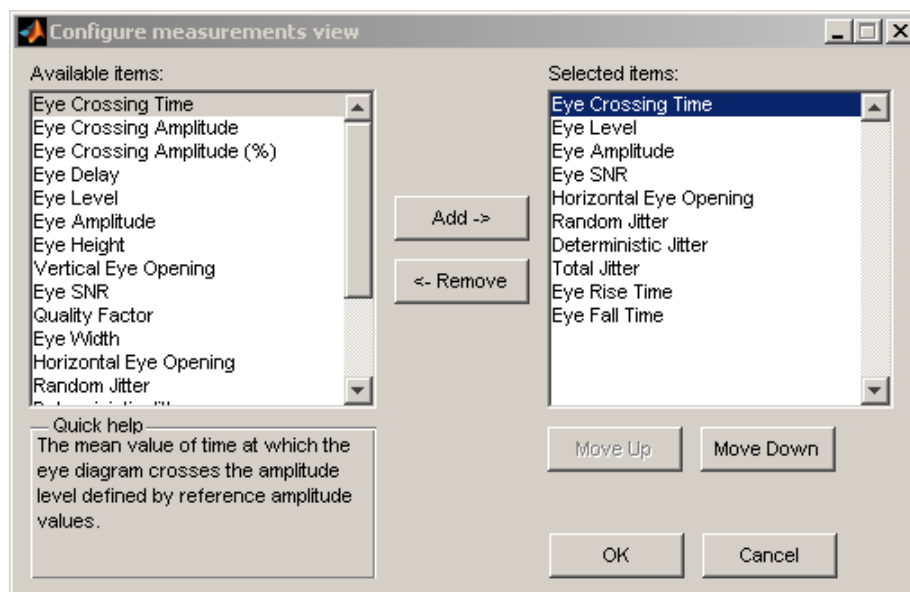 Configure measurements view
Available items:
Eye Crossing Time
Eye Crossing Amplitude
Eye Crossing Amplitude (%)
Eye Delay
Eye Level
Eye Amplitude
Eye Height
Vertical Eye Opening
Eye SNR
Quality Factor
Eye Width
Horizontal Eye Opening
Random Jitter
Add ->
<- Remove
Selected items:
Eye Crossing Time
Eye Level
Eye Amplitude
Eye SNR
Horizontal Eye Opening
Random Jitter
Deterministic Jitter
Total Jitter
Eye Rise Time
Eye Fall Time
Quick help
The mean value of time at which the
eye diagram crosses the amplitude
level defined by reference amplitude
values.
Move Up
Move Down
OK
Cancel